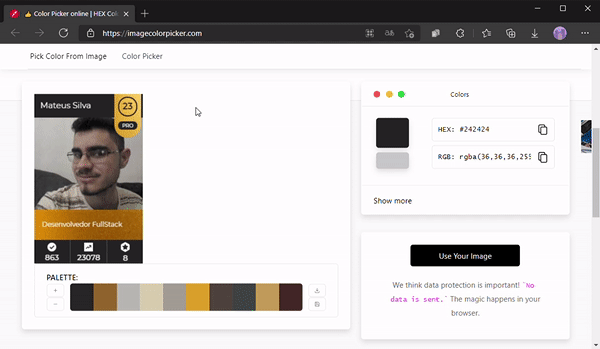 👍 Color Picker online | HEX Col
https://imagecolorpicker.com
Pick Color From Image
Color Picker
Mateus Silva
23
PRO
Desenvolvedor FullStack
863
23078
8
PALETTE:
+
−
Colors
HEX: #242424
RGB: rgba(36,36,36,255
Show more
Use Your Image
We think data protection is important! `No
data is sent.` The magic happens in your
browser.